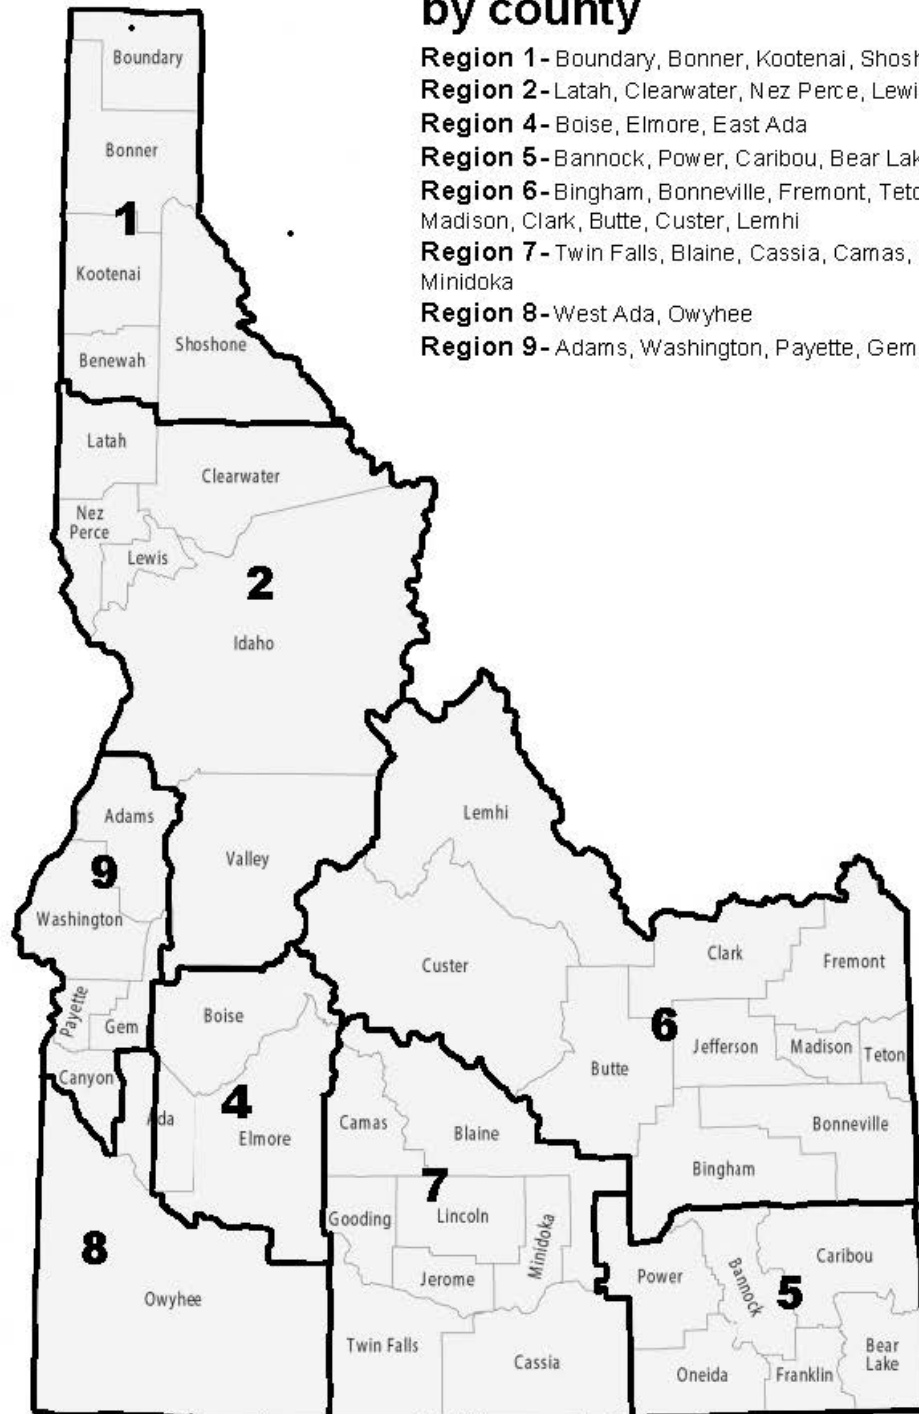 by county
Region 1 - Boundary, Bonner, Kootenai,
Region 2 - Latah, Clearwater, Nez Perce,
Region 4 - Boise, Elmore, East Ada
Region 5 - Bannock, Power, Caribou, Bear
Region 6 - Bingham, Bonneville, Fremont,
Madison, Clark, Butte, Custer, Lemhi
Region 7 - Twin Falls, Blaine, Cassia, Camas,
Minidoka
Region 8 - West Ada, Owyhee
Region 9 - Adams, Washington, Payette, Gem
Boundary
Bonner
1
Kootenai
Shoshone
Benewah
Latah
Clearwater
Nez
Perce
Lewis
2
Idaho
Adams
Lemhi
Valley
9
Washington
Custer
Clark
Fremont
Payette
Boise
Gem
6
Jefferson
Madison
Teton
Butte
Canyon
Ada
4
Elmore
Camas
Blaine
Bonneville
Bingham
7
Gooding
Lincoln
Minidoka
8
Jerome
Power
Bannock
Caribou
5
Owyhee
Twin Falls
Cassia
Oneida
Franklin
Bear
Lake